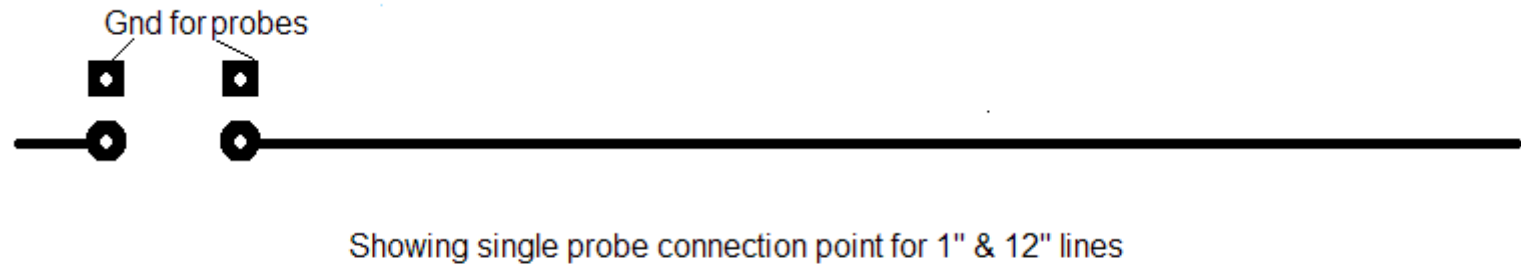 Gnd for probes
Showing single probe connection point for 1" & 12" lines